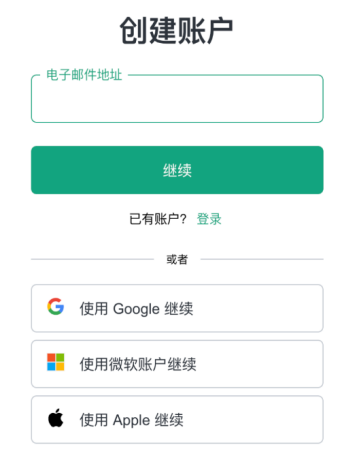 创建账户
电子邮件地址
继续
已有账户？ 登录
或者
使用 Google 继续
使用微软账户继续
使用 Apple 继续